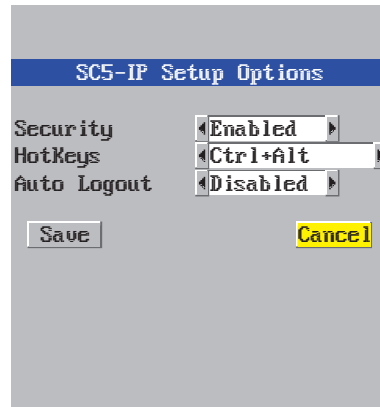 SC5-IP Setup Options
Security Enabled
HotKeys Ctrl+Alt
Auto Logout Disabled
Save Cancel